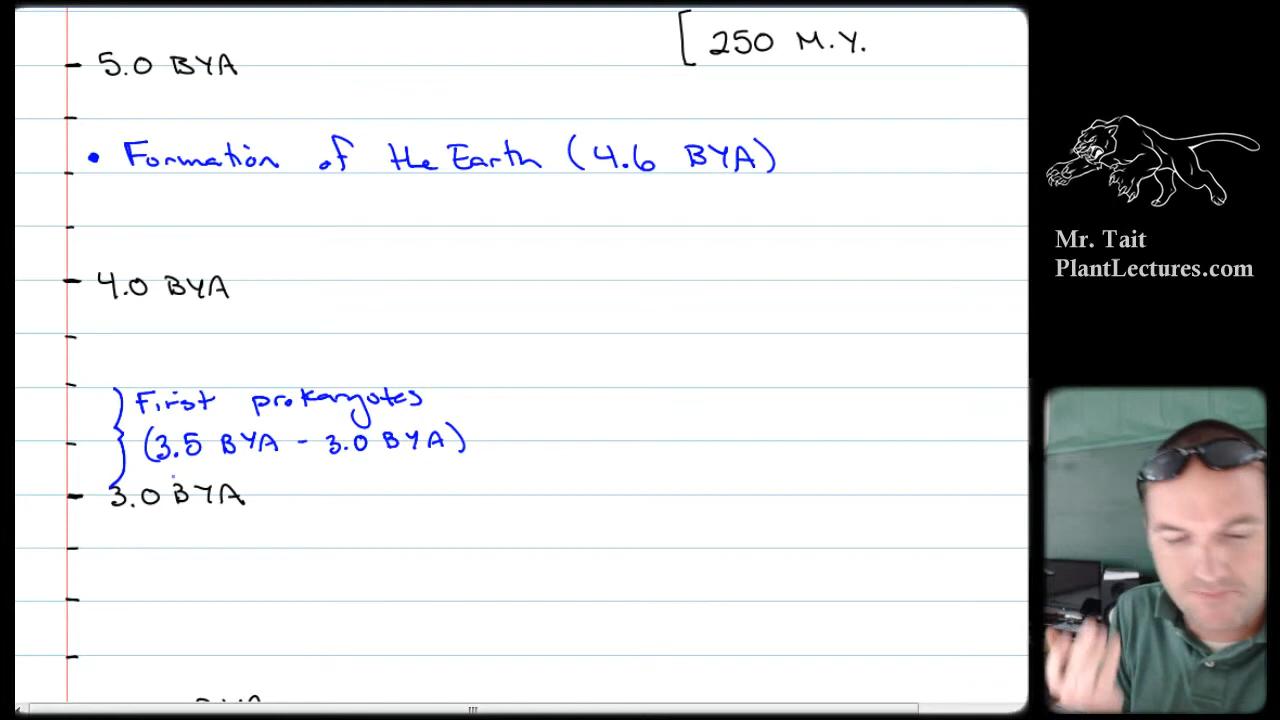 [ 250 M.Y.
5.0 BYA
• Formation of the Earth (4.6 BYA)
4.0 BYA
} First prokaryotes
(3.5 BYA - 3.0 BYA)
3.0 BYA
BYA
Mr. Tait
PlantLectures.com